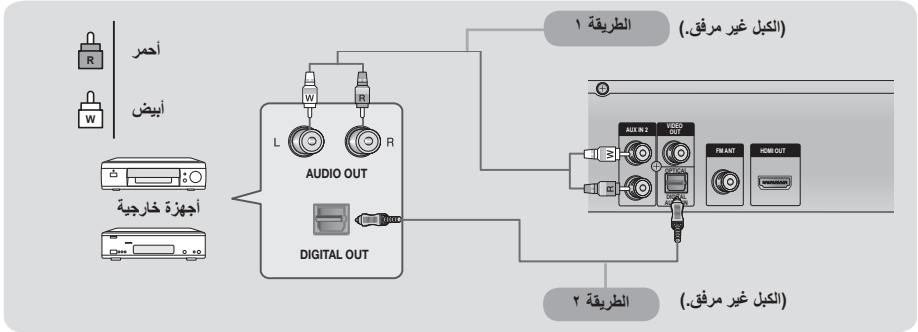 (الكبل غير مرفق.) الطريقة ١
أحمر
R
أبيض
W
أجهزة خارجية
W R
L R
AUDIO OUT
DIGITAL OUT
AUX IN 2
VIDEO
OUT
FM ANT
HDMI OUT
W
R
OPTICAL
DIGITAL
(الكبل غير مرفق.) الطريقة ٢